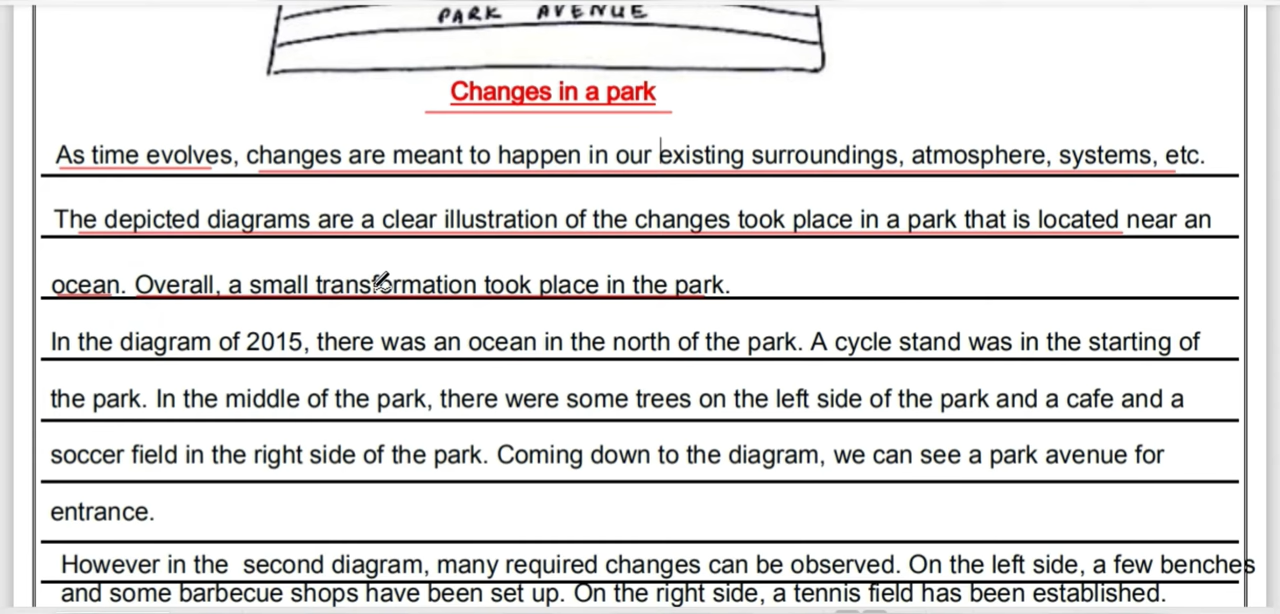 PARK AVENUE
Changes in a park
As time evolves, changes are meant to happen in our existing surroundings, atmosphere, systems, etc.
The depicted diagrams are a clear illustration of the changes took place in a park that is located near an
ocean. Overall, a small transformation took place in the park.
In the diagram of 2015, there was an ocean in the north of the park. A cycle stand was in the starting of
the park. In the middle of the park, there were some trees on the left side of the park and a cafe and a
soccer field in the right side of the park. Coming down to the diagram, we can see a park avenue for
entrance.
However in the second diagram, many required changes can be observed. On the left side, a few benches
and some barbecue shops have been set up. On the right side, a tennis field has been established.